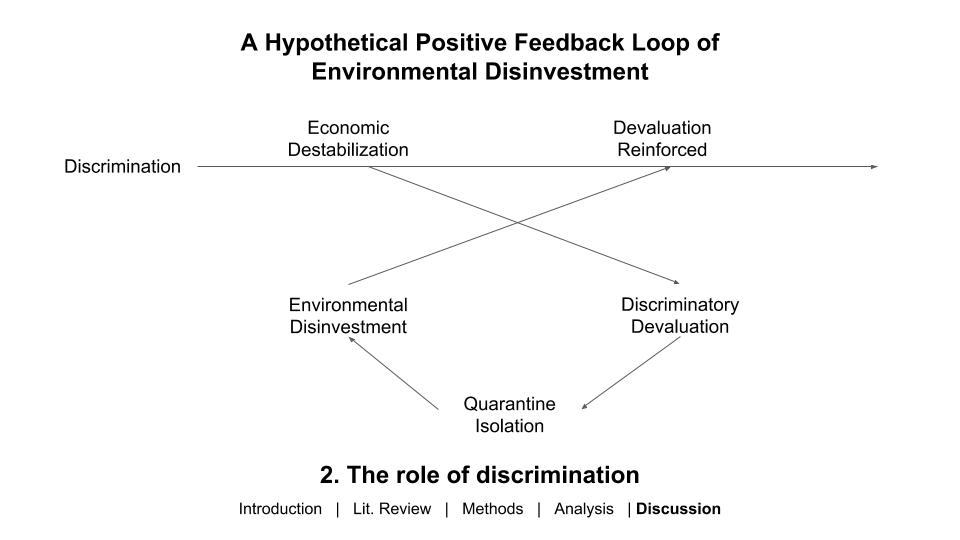 A Hypothetical Positive Feedback Loop of
Environmental Disinvestment
Economic
Destabilization
Devaluation
Reinforced
Discrimination
Environmental
Disinvestment
Discriminatory
Devaluation
Quarantine
Isolation
2. The role of discrimination
Introduction | Lit. Review | Methods | Analysis | Discussion